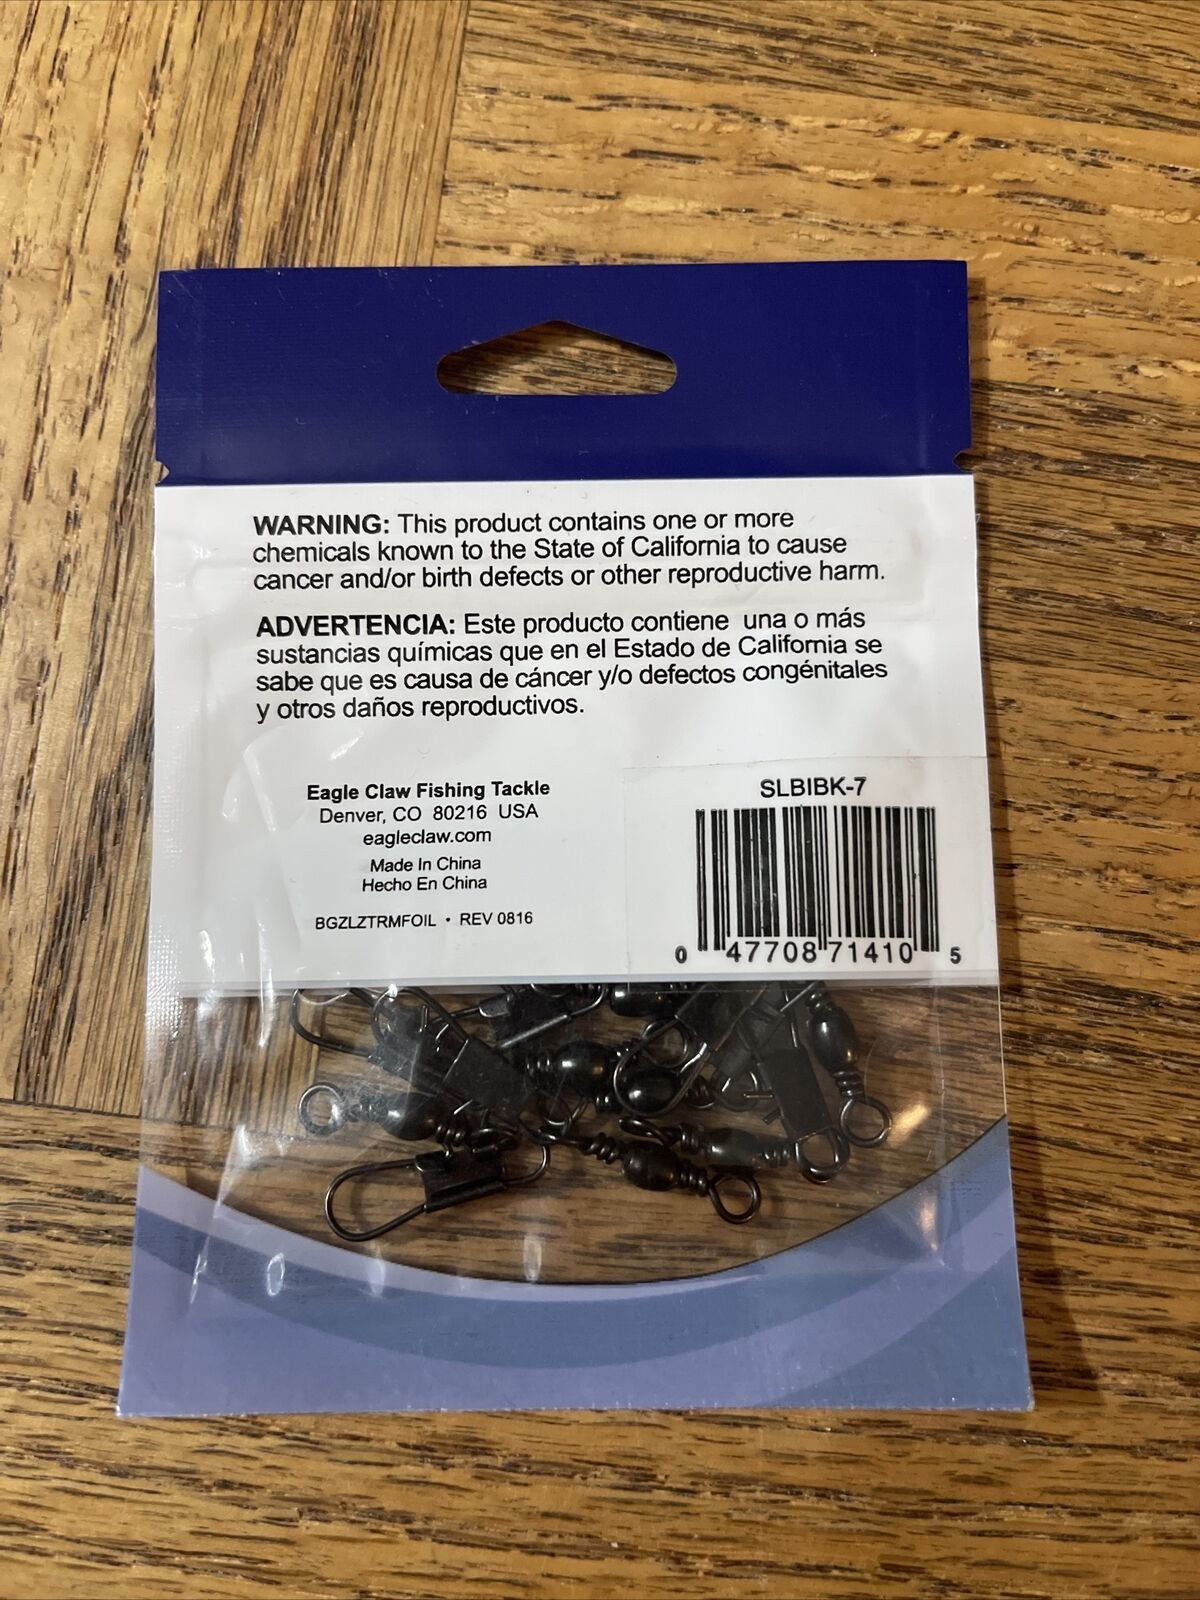 WARNING: This product contains one or more
chemicals known to the State of California to cause
cancer and/or birth defects or other reproductive harm.
ADVERTENCIA: Este producto contiene una o más
sustancias químicas que en el Estado de California se
sabe que es causa de cáncer y/o defectos congénitales
y otros daños reproductivos.
Eagle Claw Fishing Tackle
Denver, CO 80216 USA
eagleclaw.com
Made In China
Hecho En China
BGZLZTRMFOIL • REV 0816
SLBIBK-7
0 47708 71410 5